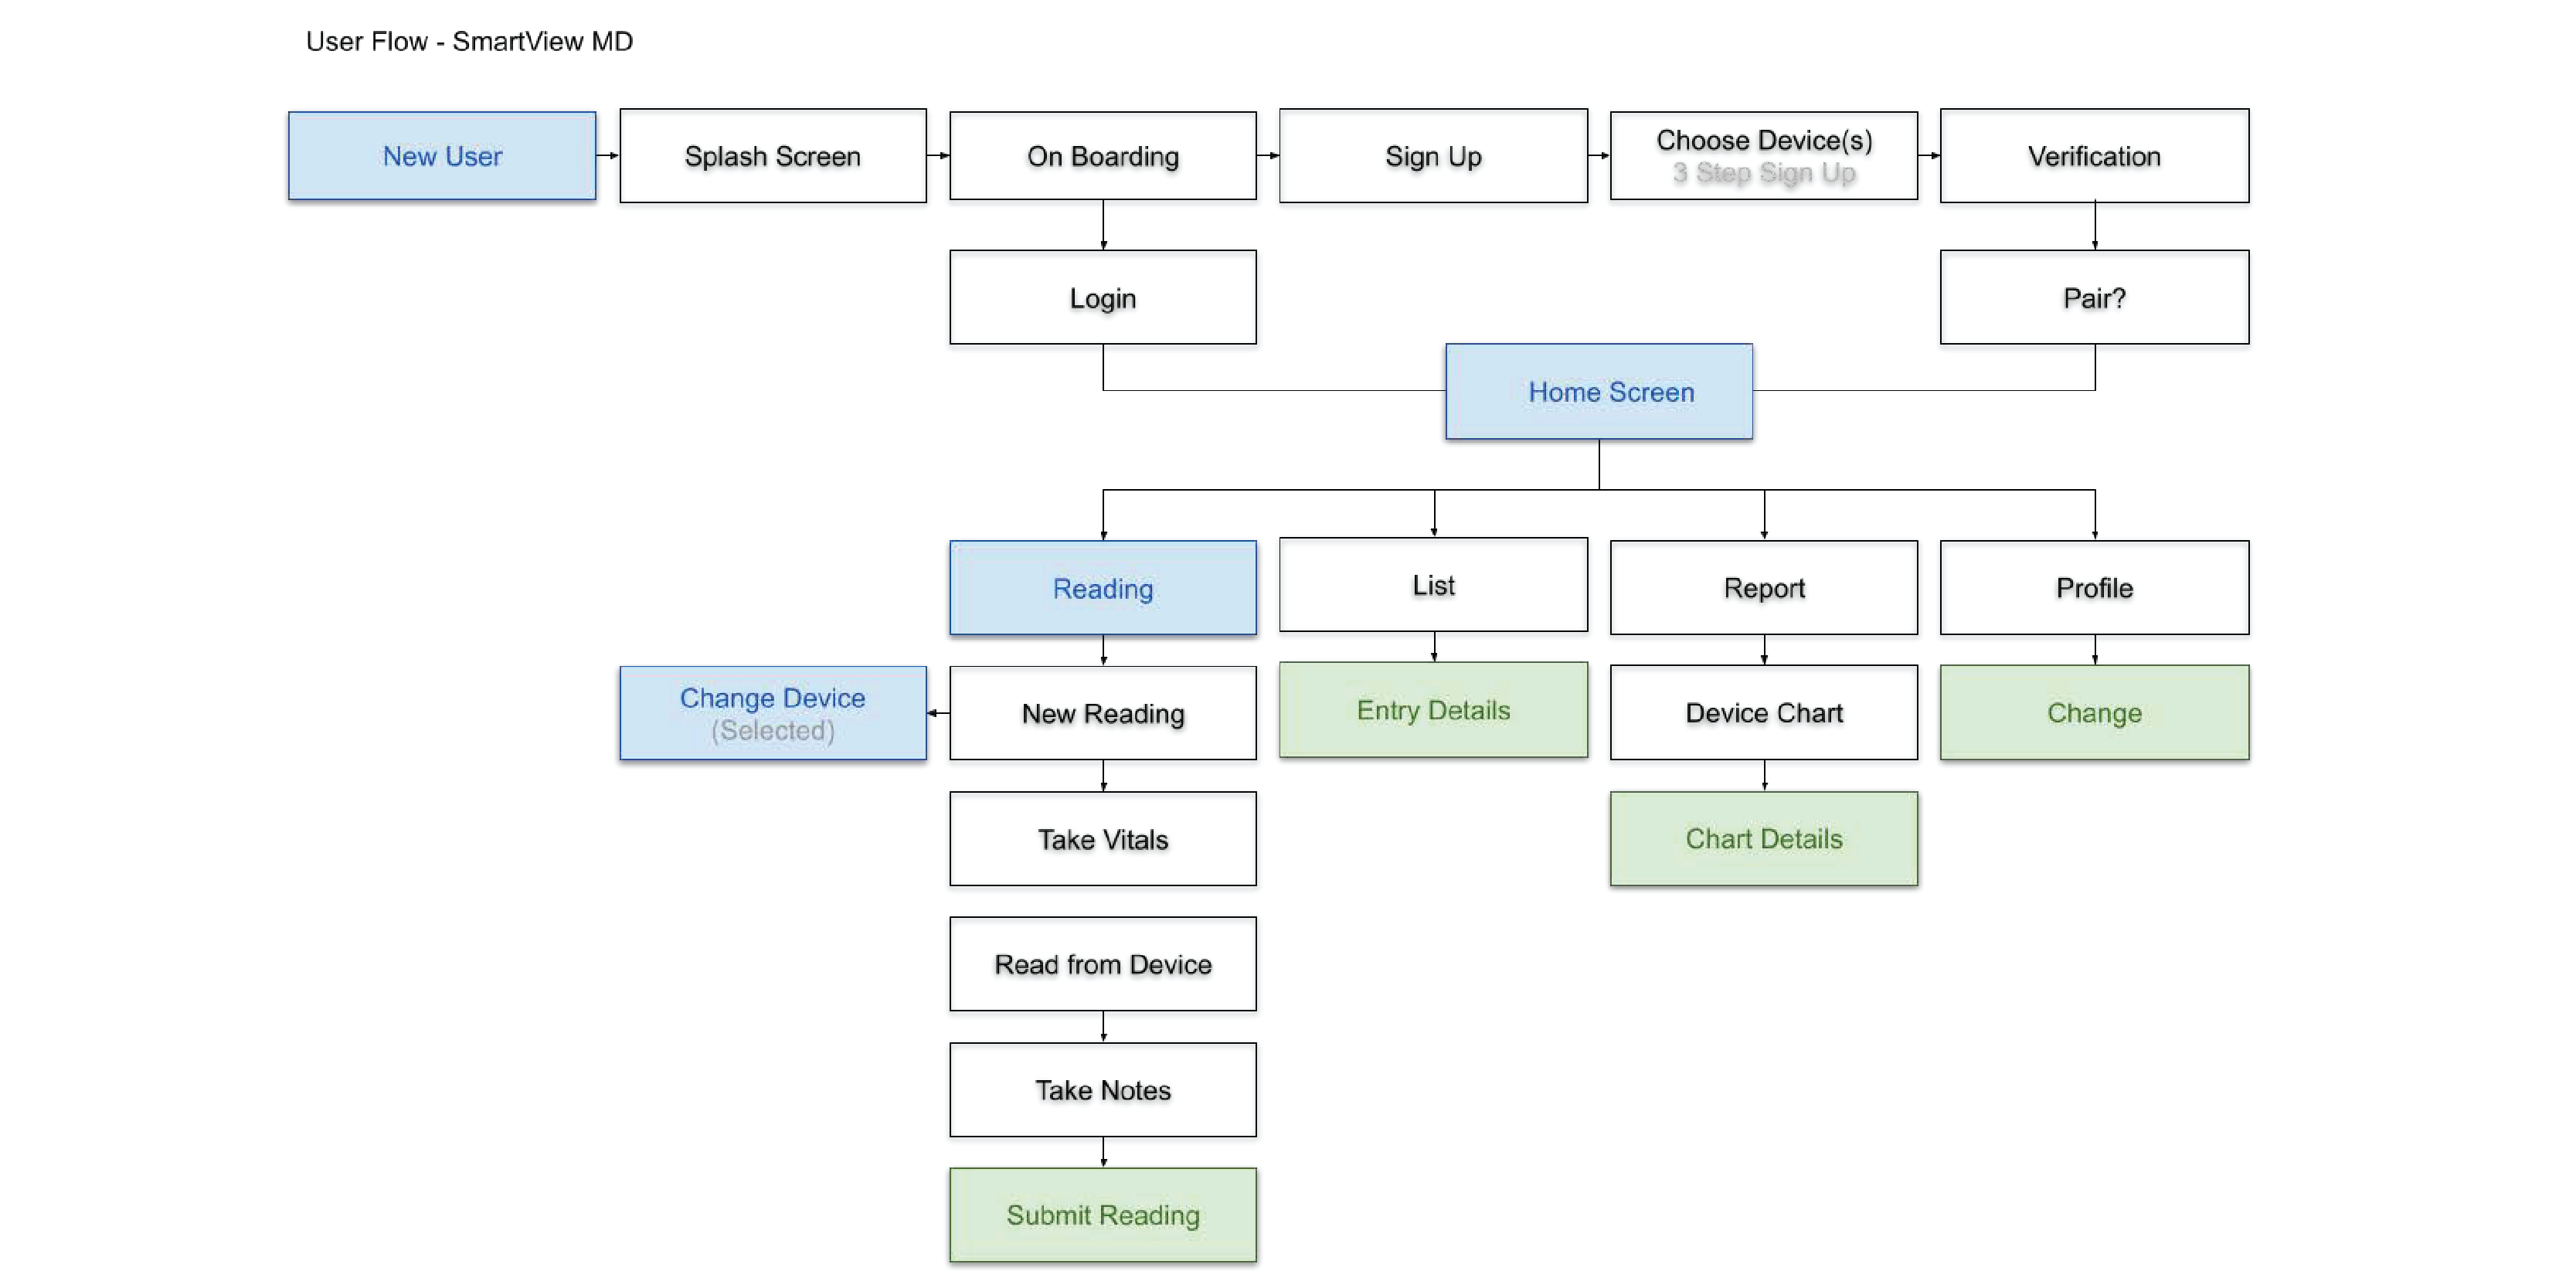 User Flow - SmartView MD
New User
Splash Screen
On Boarding
Sign Up
Choose Device(s)
3 Step Sign Up
Verification
Login
Pair?
Home Screen
Reading
List
Report
Profile
Change Device
(Selected)
New Reading
Entry Details
Device Chart
Change
Take Vitals
Chart Details
Read from Device
Take Notes
Submit Reading